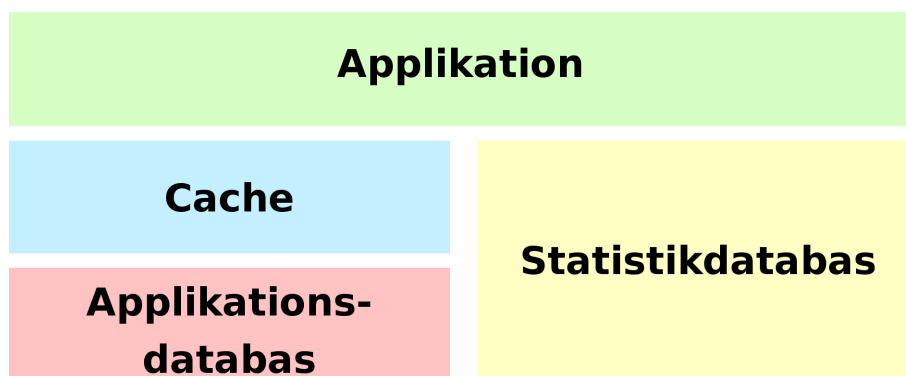 Applikation
Cache
Applikations-
databas
Statistikdatabas